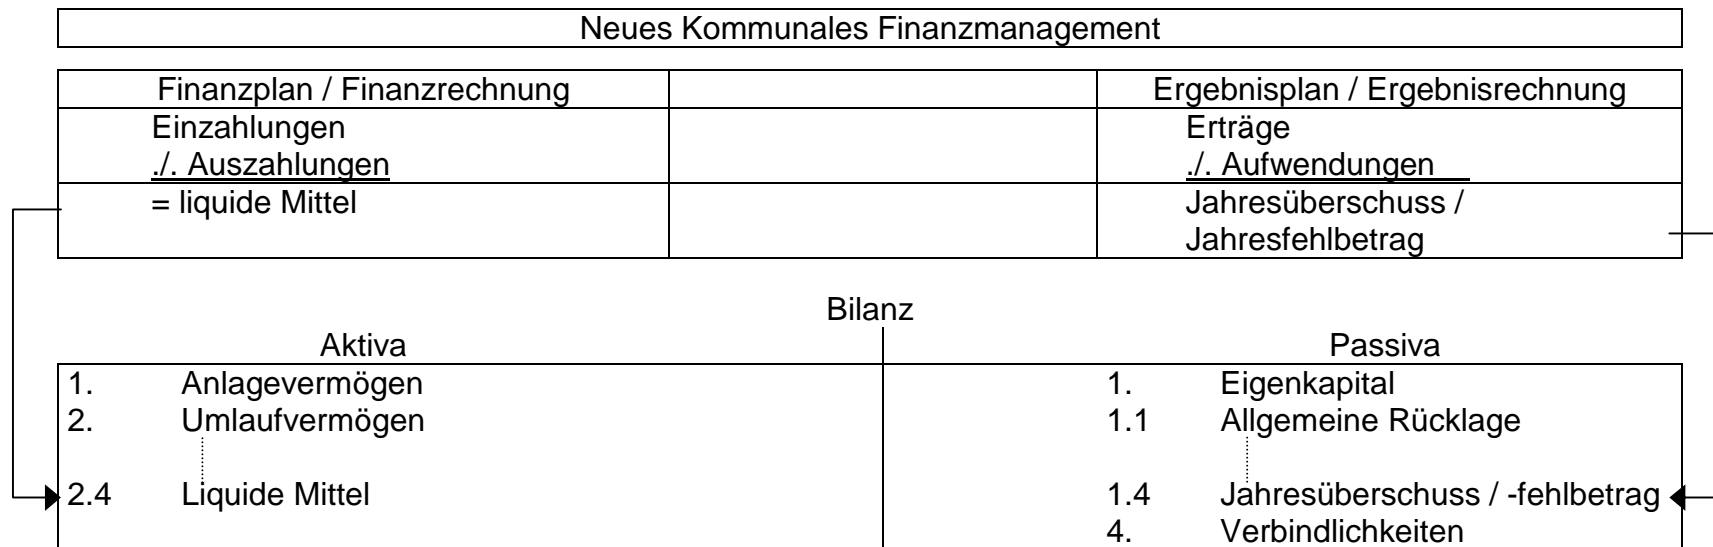 Neues Kommunales Finanzmanagement
Finanzplan / Finanzrechnung
Ergebnisplan / Ergebnisrechnung
Einzahlungen
Erträge
./. Auszahlungen
./. Aufwendungen
= liquide Mittel
Jahresüberschuss /
Jahresfehlbetrag
Bilanz
Aktiva
Passiva
1. Anlagevermögen
1. Eigenkapital
2. Umlaufvermögen
1.1 Allgemeine Rücklage
2.4 Liquide Mittel
1.4 Jahresüberschuss / -fehlbetrag
4. Verbindlichkeiten